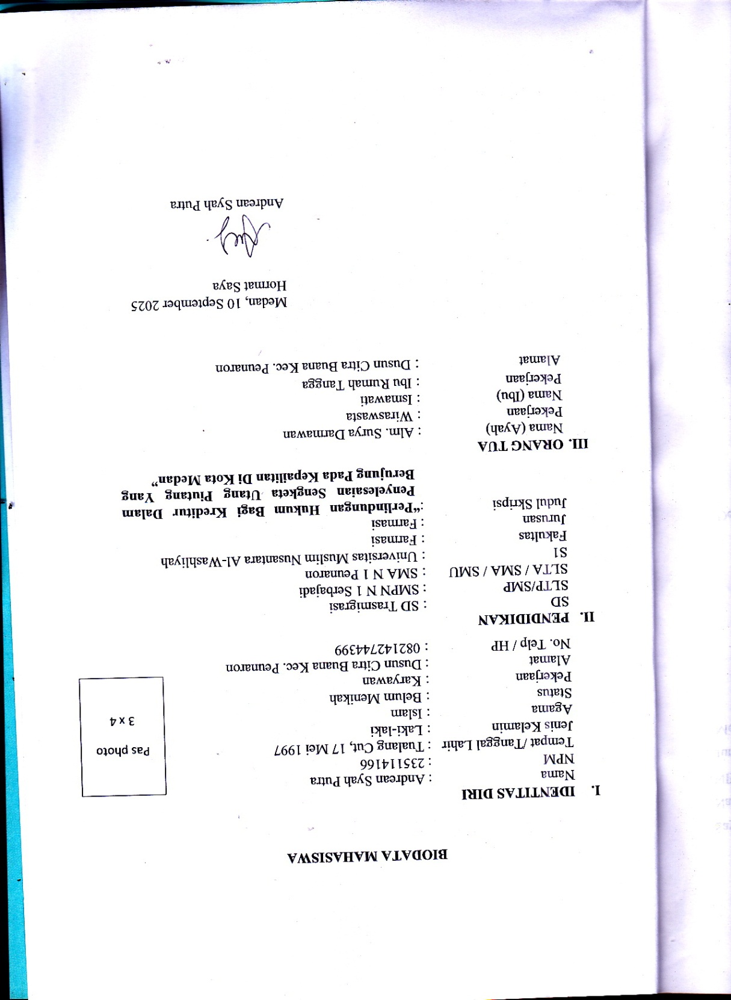 BIODATA MAHASISWA
I. IDENTITAS DIRI
Nama : Andrean Syah Putra
NPM : 235114166
Tempat /Tanggal Lahir : Tualang Cut, 17 Mei 1997
Jenis Kelamin : Laki-laki
Agama : Islam
Status : Belum Menikah
Pekerjaan : Karyawan
Alamat : Dusun Citra Buana Kec. Peunaron
No. Telp / HP : 082142744399
Pas photo
3 x 4
II. PENDIDIKAN
SD : SD Trasmigrasi
SLTP/SMP : SMPN N 1 Serbajadi
SLTA / SMA / SMU : SMA N 1 Peunaron
S1 : Universitas Muslim Nusantara Al-Washliyah
Fakultas : Farmasi
Jurusan : Farmasi
Judul Skripsi :“Perlindungan Hukum Bagi Kreditur Dalam
Penyelesaian Sengketa Utang Piutang Yang
Berujung Pada Kepailitan Di Kota Medan”
III. ORANG TUA
Nama (Ayah) : Alm. Surya Darmawan
Pekerjaan : Wiraswasta
Nama (Ibu) : Ismawati
Pekerjaan : Ibu Rumah Tangga
Alamat : Dusun Citra Buana Kec. Peunaron
Medan, 10 September 2025
Hormat Saya
Andrean Syah Putra